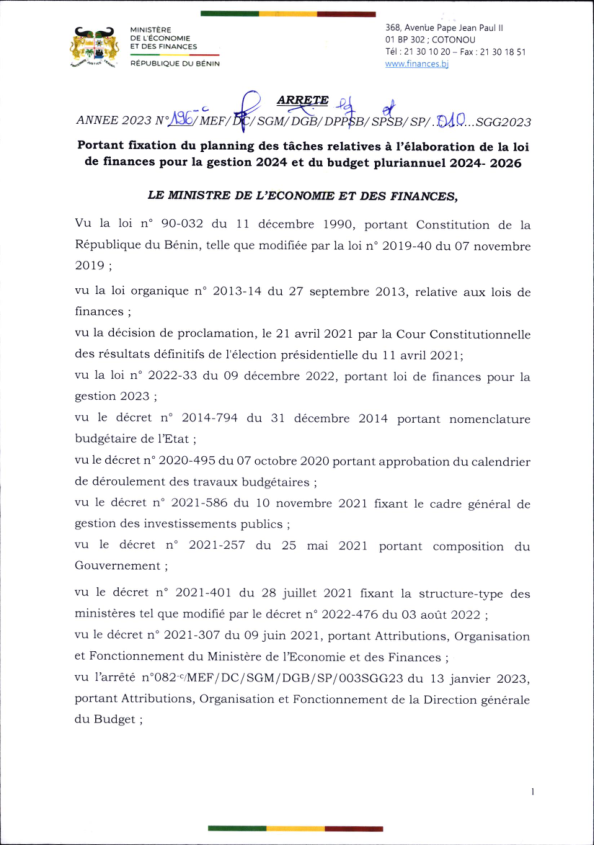 MINISTÈRE
DE L'ÉCONOMIE
ET DES FINANCES
RÉPUBLIQUE DU BÉNIN
368, Avenue Pape Jean Paul II
01 BP 302 ; COTONOU
Tél : 21 30 10 20 – Fax : 21 30 18 51
www.finances.bj
ARRETE
ANNEE 2023 N° 196-c/MEF/DC/SGM/DGB/DPPSB/SPSB/SP/...SGG2023
Portant fixation du planning des tâches relatives à l'élaboration de la loi
de finances pour la gestion 2024 et du budget pluriannuel 2024- 2026
LE MINISTRE DE L'ECONOMIE ET DES FINANCES,
Vu la loi n° 90-032 du 11 décembre 1990, portant Constitution de la
République du Bénin, telle que modifiée par la loi n° 2019-40 du 07 novembre
2019 ;
vu la loi organique n° 2013-14 du 27 septembre 2013, relative aux lois de
finances ;
vu la décision de proclamation, le 21 avril 2021 par la Cour Constitutionnelle
des résultats définitifs de l'élection présidentielle du 11 avril 2021;
vu la loi n° 2022-33 du 09 décembre 2022, portant loi de finances pour la
gestion 2023 ;
vu le décret n° 2014-794 du 31 décembre 2014 portant nomenclature
budgétaire de l'Etat ;
vu le décret n° 2020-495 du 07 octobre 2020 portant approbation du calendrier
de déroulement des travaux budgétaires ;
vu le décret n° 2021-586 du 10 novembre 2021 fixant le cadre général de
gestion des investissements publics ;
vu le décret n° 2021-257 du 25 mai 2021 portant composition du
Gouvernement ;
vu le décret n° 2021-401 du 28 juillet 2021 fixant la structure-type des
ministères tel que modifié par le décret n° 2022-476 du 03 août 2022 ;
vu le décret n° 2021-307 du 09 juin 2021, portant Attributions, Organisation
et Fonctionnement du Ministère de l'Economie et des Finances ;
vu l'arrêté n°082-c/MEF/DC/SGM/DGB/SP/003SGG23 du 13 janvier 2023,
portant Attributions, Organisation et Fonctionnement de la Direction générale
du Budget ;
1